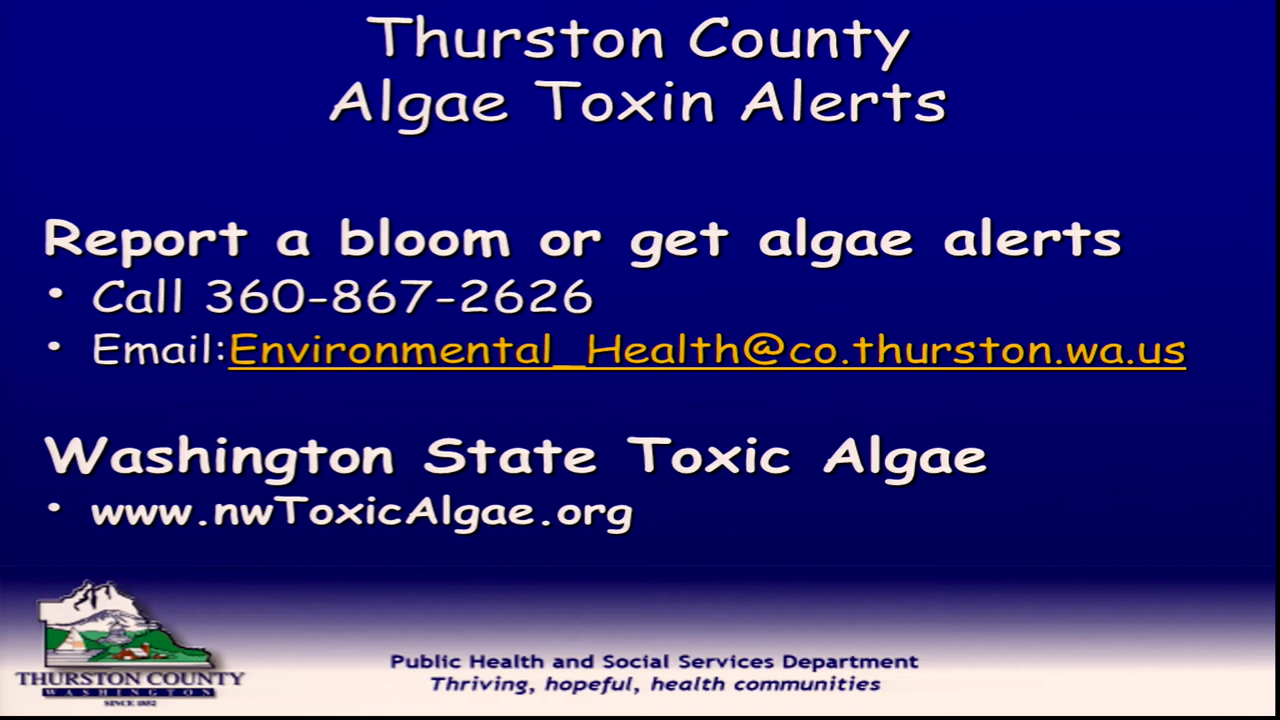 Thurston County
Algae Toxin Alerts
Report a bloom or get algae alerts
• Call 360-867-2626
• Email:Environmental_Health@co.thurston.wa.us
Washington State Toxic Algae
• www.nwToxicAlgae.org
Public Health and Social Services Department
Thriving, hopeful, health communities
THURSTON COUNTY
WASHINGTON
SINCE 1852